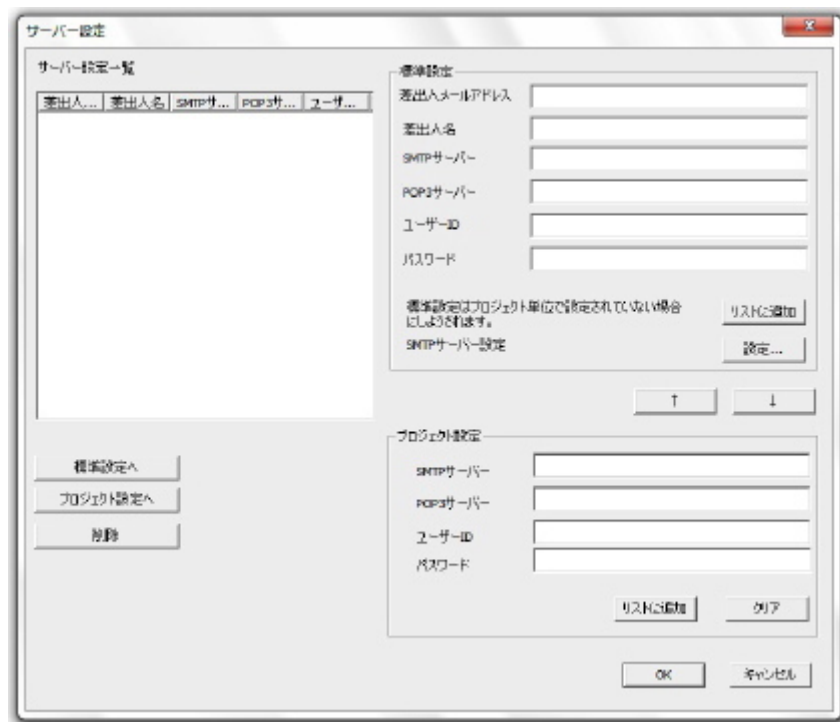 サーバー設定
サーバー設定一覧
差出人... 差出人名 SMTPサ... POP3サ... ユーザ...
標準設定へ
プロジェクト設定へ
削除
標準設定
差出人メールアドレス
差出人名
SMTPサーバー
POP3サーバー
ユーザーID
パスワード
標準設定はプロジェクト単位で設定されていない場合
にしようされます。
リストに追加
SMTPサーバー設定
設定...
↑ ↓
プロジェクト設定
SMTPサーバー
POP3サーバー
ユーザーID
パスワード
リストに追加 クリア
OK キャンセル